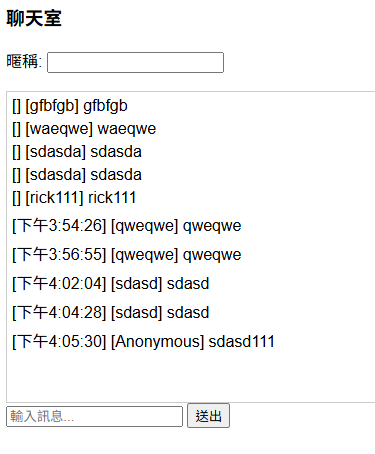 聊天室
暱稱:
[] [gfbfgb] gfbfgb
[] [waeqwe] waeqwe
[] [sdasda] sdasda
[] [sdasda] sdasda
[] [rick111] rick111
[下午3:54:26] [qweqwe] qweqwe
[下午3:56:55] [qweqwe] qweqwe
[下午4:02:04] [sdasd] sdasd
[下午4:04:28] [sdasd] sdasd
[下午4:05:30] [Anonymous] sdasd111
輸入訊息... 送出